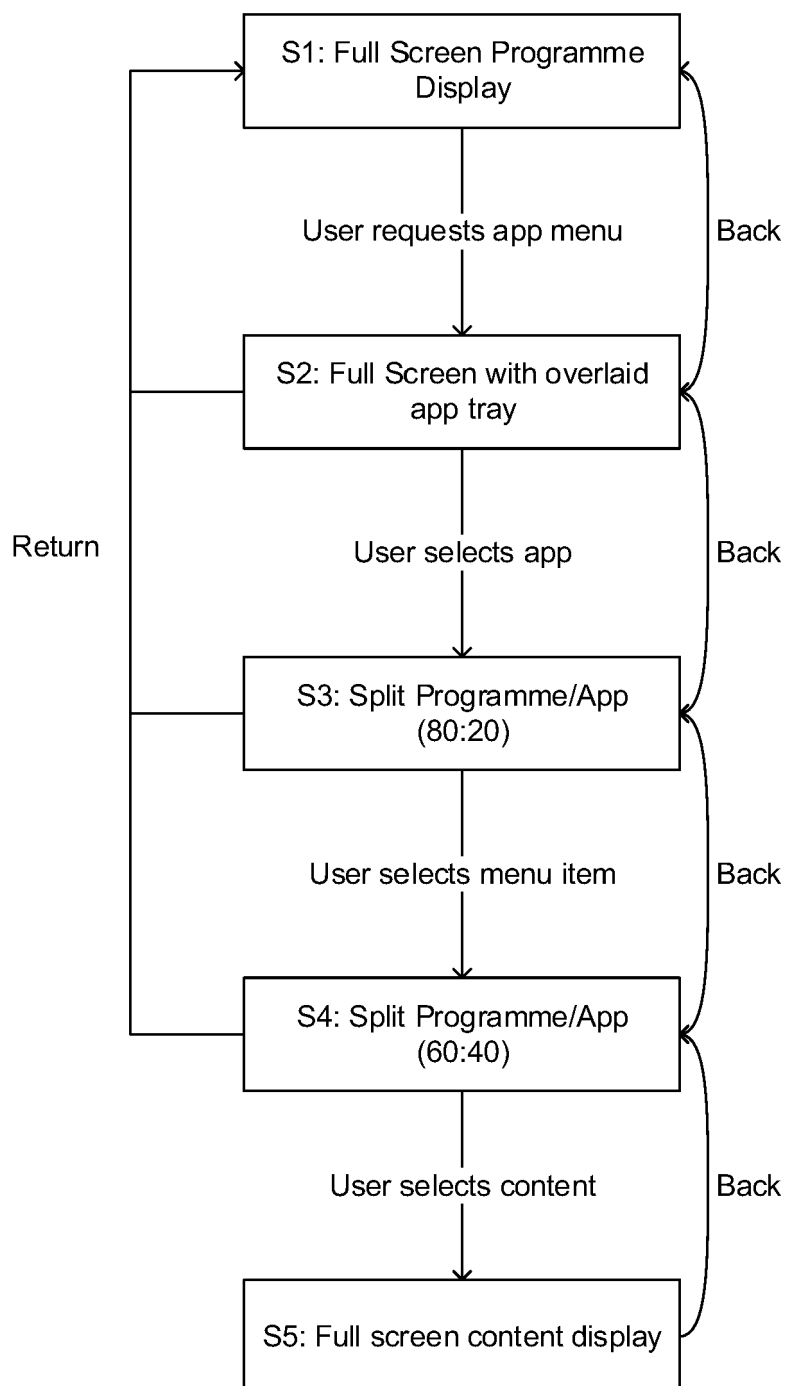 S1: Full Screen Programme
Display
User requests app menu
Back
S2: Full Screen with overlaid
app tray
Return
User selects app
Back
S3: Split Programme/App
(80:20)
User selects menu item
Back
S4: Split Programme/App
(60:40)
User selects content
Back
S5: Full screen content display